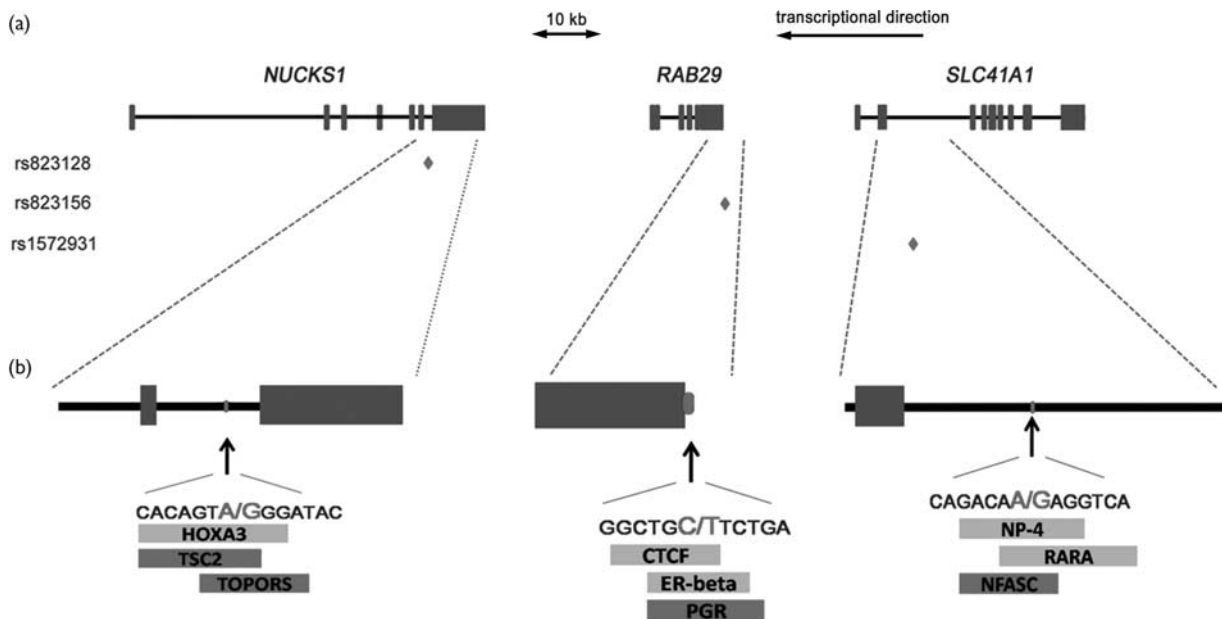 (a)
10 kb
transcriptional direction
NUCKS1
RAB29
SLC41A1
rs823128
rs823156
rs1572931
(b)
CACAGTA/GGGATAC
HOXA3
TSC2
TOPORS
GGCTGC/TTCTGA
CTCF
ER-beta
PGR
CAGACAA/GAGGTCA
NP-4
RARA
NFASC